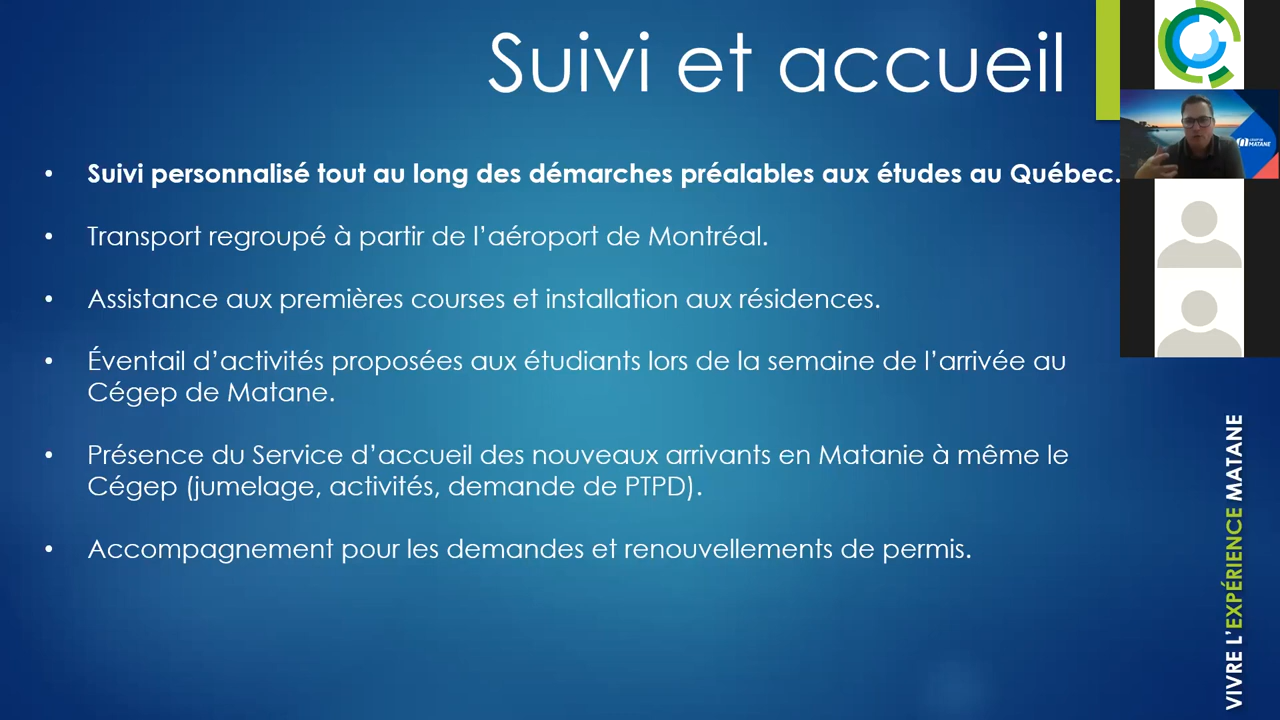 Suivi et accueil
• Suivi personnalisé tout au long des démarches préalables aux études au Québec.
• Transport regroupé à partir de l’aéroport de Montréal.
• Assistance aux premières courses et installation aux résidences.
• Éventail d’activités proposées aux étudiants lors de la semaine de l’arrivée au
Cégep de Matane.
• Présence du Service d’accueil des nouveaux arrivants en Matanie à même le
Cégep (jumelage, activités, demande de PTPD).
• Accompagnement pour les demandes et renouvellements de permis.
MATANE
VIVRE L’EXPÉRIENCE MATANE